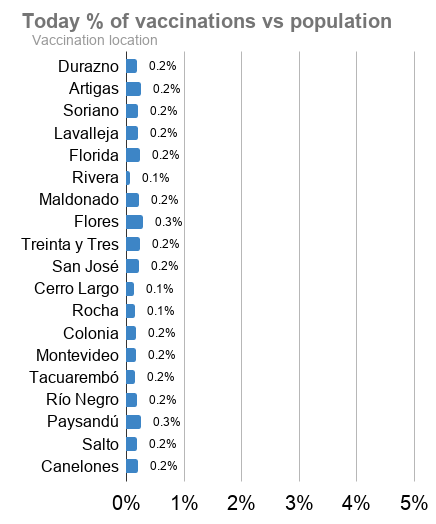 Today % of vaccinations vs population
Vaccination location
Durazno 0.2%
Artigas 0.2%
Soriano 0.2%
Lavalleja 0.2%
Florida 0.2%
Rivera 0.1%
Maldonado 0.2%
Flores 0.3%
Treinta y Tres 0.2%
San José 0.2%
Cerro Largo 0.1%
Rocha 0.1%
Colonia 0.2%
Montevideo 0.2%
Tacuarembó 0.2%
Río Negro 0.2%
Paysandú 0.3%
Salto 0.2%
Canelones 0.2%
0% 1% 2% 3% 4% 5%